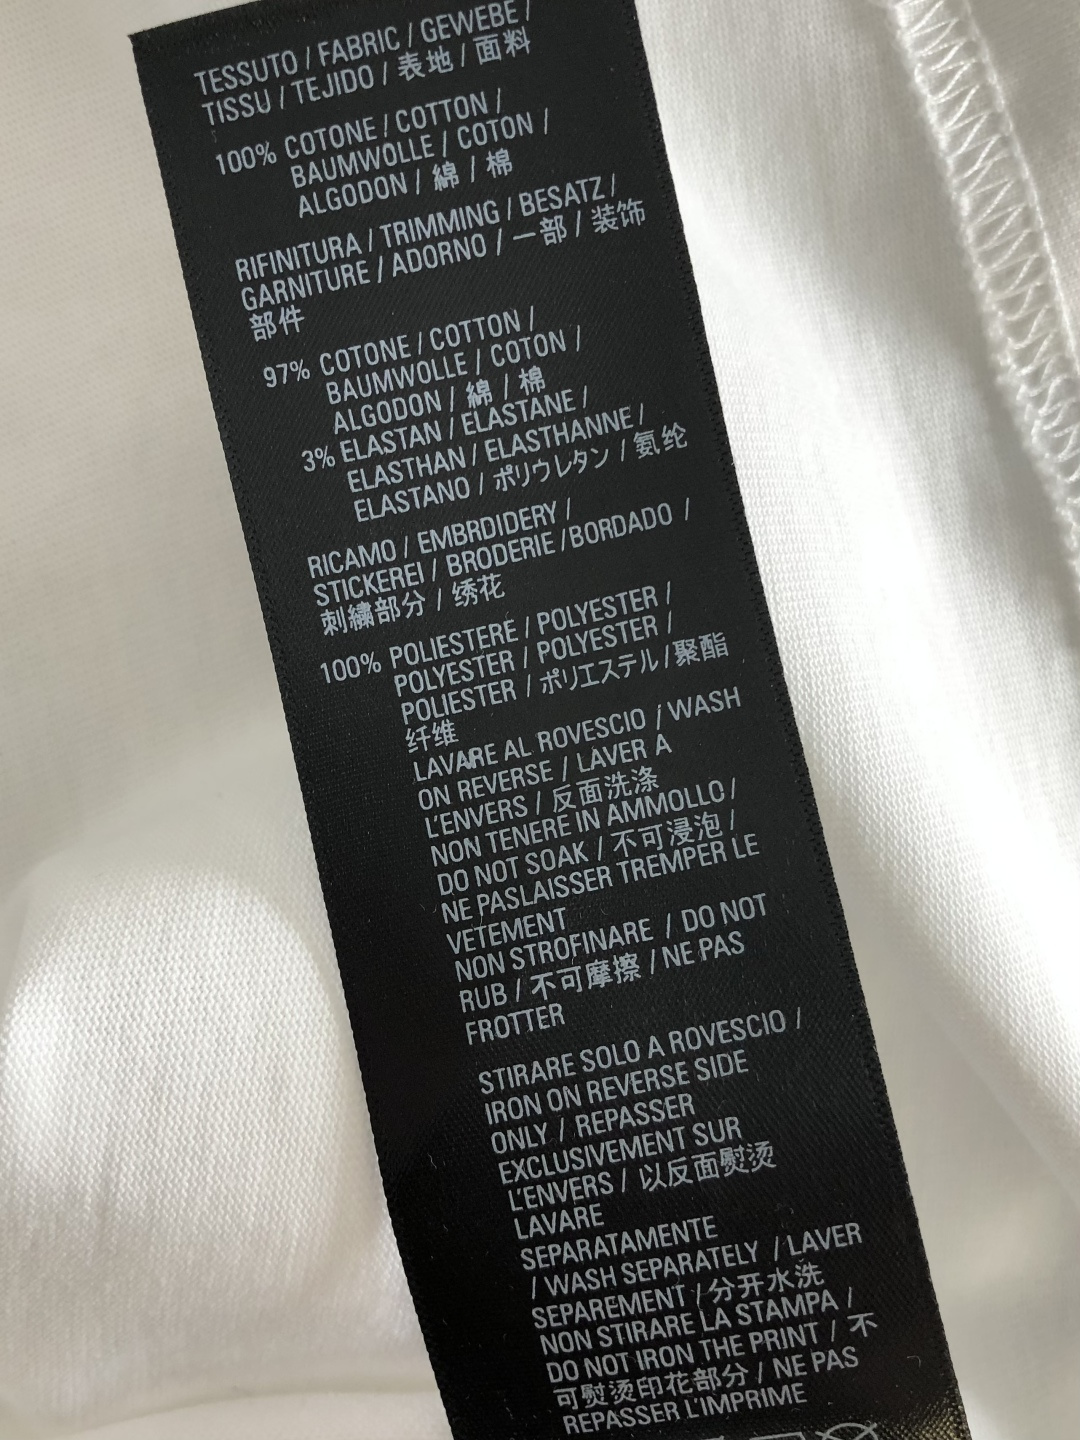 TESSUTO / FABRIC / GEWEBE /
TISSU / TEJIDO / 表地 / 面料
100% COTONE / COTTON /
BAUMWOLLE / COTON /
ALGODON / 綿 / 棉
RIFINITURA / TRIMMING / BESATZ /
GARNITURE / ADORNO / 一部 / 装饰
部件
97% COTONE / COTTON /
BAUMWOLLE / COTON /
ALGODON / 綿 / 棉
3% ELASTAN / ELASTANE /
ELASTHAN / ELASTHANNE /
ELASTANO / ポリウレタン / 氨纶
RICAMO / EMBRDIDERY /
STICKEREI / BRODERIE /BORDADO /
刺繍部分 / 绣花
100% POLIESTERE / POLYESTER /
POLYESTER / POLYESTER /
POLIESTER / ポリエステル / 聚酯
纤维
LAVARE AL ROVESCIO / WASH
ON REVERSE / LAVER A
L'ENVERS / 反面洗涤
NON TENERE IN AMMOLLO /
DO NOT SOAK / 不可浸泡 /
NE PASLAISSER TREMPER LE
VETEMENT
NON STROFINARE / DO NOT
RUB / 不可摩擦 / NE PAS
FROTTER
STIRARE SOLO A ROVESCIO /
IRON ON REVERSE SIDE
ONLY / REPASSER
EXCLUSIVEMENT SUR
L'ENVERS / 以反面熨烫
LAVARE
SEPARATAMENTE
/ WASH SEPARATELY / LAVER
SEPAREMENT / 分开水洗
NON STIRARE LA STAMPA /
DO NOT IRON THE PRINT / 不
可熨烫印花部分 / NE PAS
REPASSER L'IMPRIME